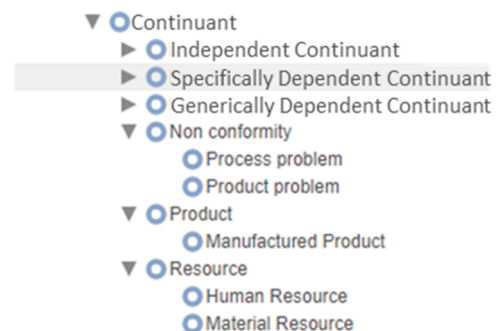 Continuant
Independent Continuant
Specifically Dependent Continuant
Generically Dependent Continuant
Non conformity
Process problem
Product problem
Product
Manufactured Product
Resource
Human Resource
Material Resource